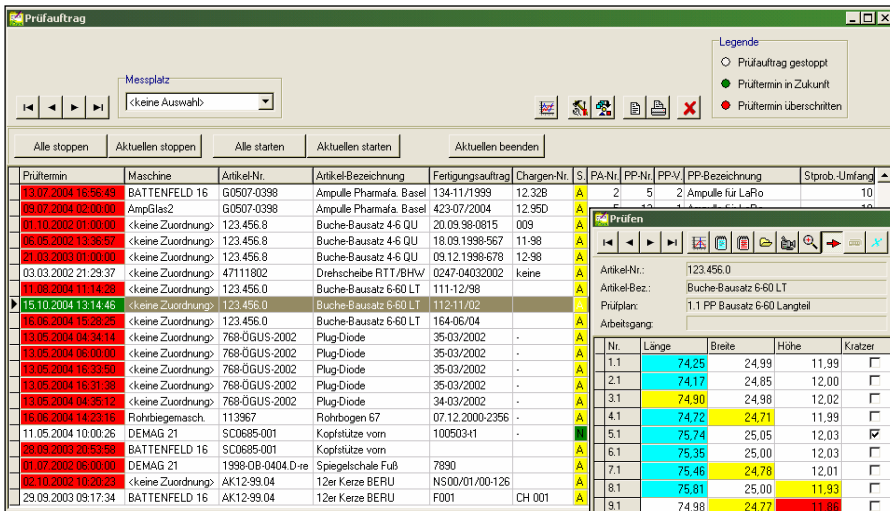 Prüfauftrag
Legende
Prüfauftrag gestoppt
Prüftermin in Zukunft
Prüftermin überschritten
Messplatz
<keine Auswahl>
Alle stoppen Aktuellen stoppen Alle starten Aktuellen starten Aktuellen beenden
Prüftermin Maschine Artikel-Nr. Artikel-Bezeichnung Fertigungsauftrag Chargen-Nr. S. PA-Nr. PP-Nr. PP-V. PP-Bezeichnung Stprob.-Umfang
13.07.2004 16:56:49 BATTENFELD 16 G0507-0398 Ampulle Pharmafa. Basel 134-11/1999 12.32B A 2 5 2 Ampulle für LaRo 10
09.07.2004 02:00:00 AmpGlas2 G0507-0398 Ampulle Pharmafa. Basel 423-07/2004 12.95D A
01.10.2002 01:00:00 <keine Zuordnung> 123.456.8 Buche-Bausatz 4-6 QU 20.09.98-0815 009 A
06.05.2002 13:36:57 <keine Zuordnung> 123.456.8 Buche-Bausatz 4-6 QU 18.09.1998-567 11-98 A
21.03.2003 01:00:00 <keine Zuordnung> 123.456.8 Buche-Bausatz 4-6 QU 09.12.1998-678 12-98 A
03.03.2002 21:29:37 <keine Zuordnung> 47111802 Drehscheibe RTT/BHW 0247-04032002 keine A
11.08.2004 11:14:28 <keine Zuordnung> 123.456.0 Buche-Bausatz 6-60 LT 111-12/98 A
15.10.2004 13:14:46 <keine Zuordnung> 123.456.0 Buche-Bausatz 6-60 LT 112-11/02 A
16.06.2004 15:28:25 <keine Zuordnung> 123.456.0 Buche-Bausatz 6-60 LT 164-06/04 A
13.05.2004 04:34:14 <keine Zuordnung> 768-ÖGUS-2002 Plug-Diode 35-03/2002 - A
13.05.2004 06:00:00 <keine Zuordnung> 768-ÖGUS-2002 Plug-Diode 35-03/2002 - A
13.05.2004 16:33:50 <keine Zuordnung> 768-ÖGUS-2002 Plug-Diode 35-03/2002 - A
13.05.2004 16:31:38 <keine Zuordnung> 768-ÖGUS-2002 Plug-Diode 35-03/2002 - A
13.05.2004 04:35:12 <keine Zuordnung> 768-ÖGUS-2002 Plug-Diode 34-03/2002 - A
16.06.2004 14:23:16 Rohrbiegemasch. 113967 Rohrbogen 67 07.12.2000-2356 - A
11.05.2004 10:00:26 DEMAG 21 SC0685-001 Kopfstütze vorn 100503-t1 - N
28.09.2003 20:53:58 BATTENFELD 16 SC0685-001 Kopfstütze vorn A
01.07.2002 06:00:00 DEMAG 21 1998-OB-0404.D-re Spiegelschale Fuß 7890 A
02.10.2002 10:20:23 <keine Zuordnung> AK12-99.04 12er Kerze BERU NS00/01/00-126 A
29.09.2003 09:17:34 BATTENFELD 16 AK12-99.04 12er Kerze BERU F001 CH 001 A
Prüfen
Artikel-Nr.: 123.456.0
Artikel-Bez.: Buche-Bausatz 6-60 LT
Prüfplan: 1.1 PP Bausatz 6-60 Langteil
Arbeitsgang:
Nr. Länge Breite Höhe Kratzer
1.1 74,25 24,99 11,99
2.1 74,17 24,85 12,00
3.1 74,90 24,98 12,02
4.1 74,72 24,71 11,99
5.1 75,74 25,05 12,03
6.1 75,35 25,00 12,03
7.1 75,46 24,78 12,01
8.1 75,81 25,00 11,93
9.1 74,98 24,77 11,86